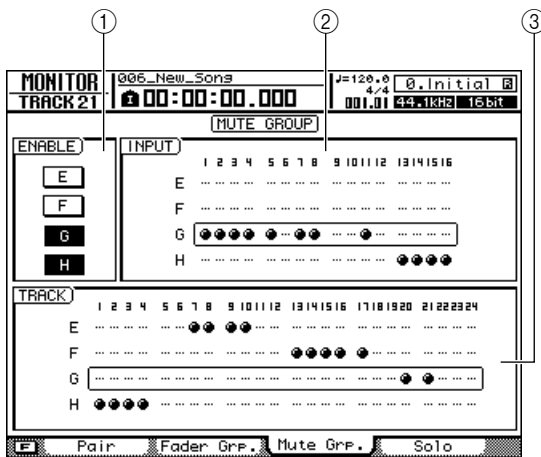 ① ② ③
MONITOR
TRACK 21
006_New_Song
00:00:00.000
♩=120.0
4/4
001.01
0.Initial
44.1kHz 16bit
MUTE GROUP
ENABLE
E
F
G
H
INPUT
1 2 3 4 5 6 7 8 9 10 11 12 13 14 15 16
E
F
G
H
TRACK
1 2 3 4 5 6 7 8 9 10 11 12 13 14 15 16 17 18 19 20 21 22 23 24
E
F
G
H
F Pair Fader Grp. Mute Grp. Solo